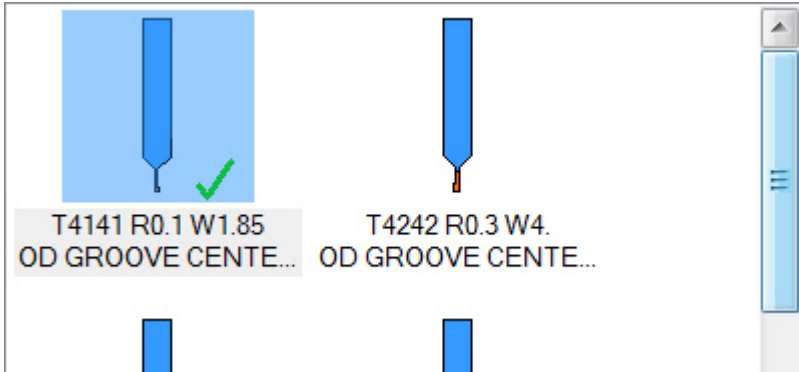 T4141 R0.1 W1.85
OD GROOVE CENTE...
T4242 R0.3 W4.
OD GROOVE CENTE...